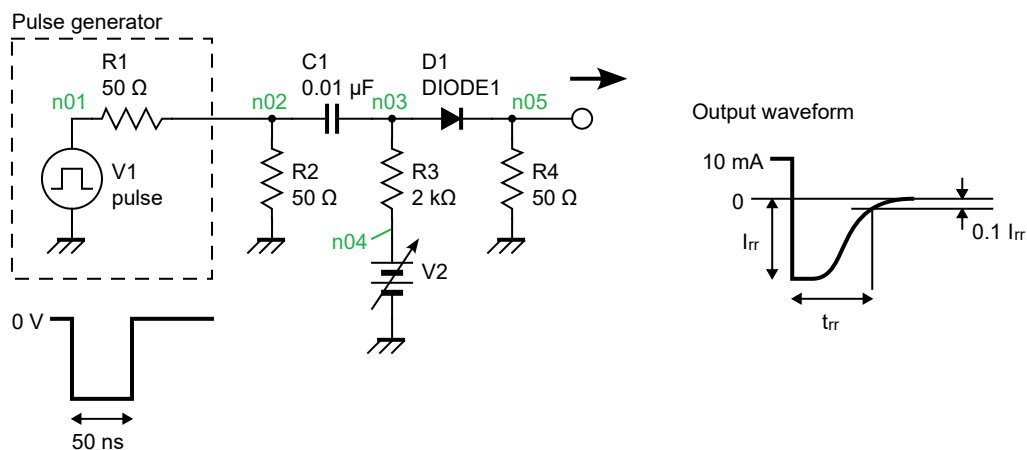 Pulse generator
R1
50 Ω
n01
V1
pulse
n02
R2
50 Ω
C1
0.01 µF
n03
R3
2 kΩ
n04
V2
D1
DIODE1
n05
R4
50 Ω
0 V
50 ns
Output waveform
10 mA
0
Irr
0.1 Irr
trr